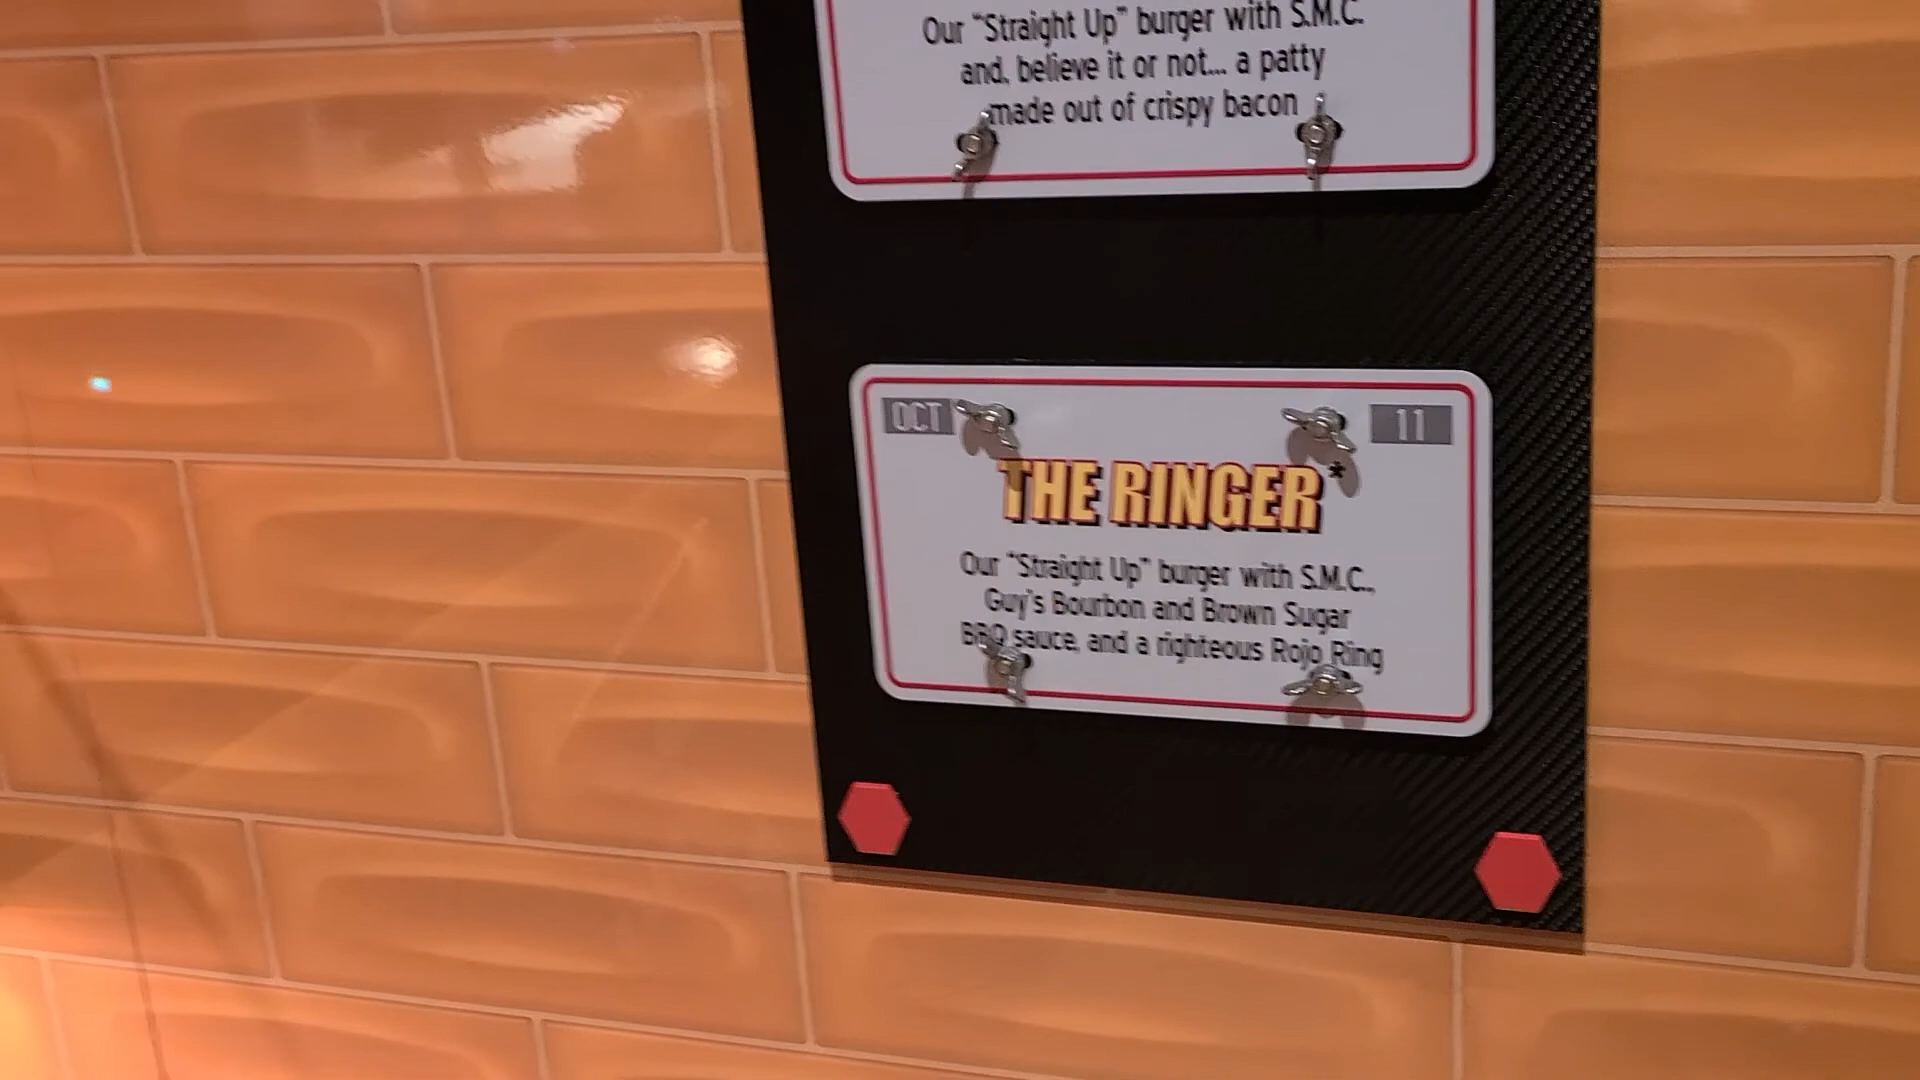 Our "Straight Up" burger with S.M.C.
and, believe it or not... a patty
made out of crispy bacon
OCT 11
THE RINGER*
Our "Straight Up" burger with S.M.C.,
Guy's Bourbon and Brown Sugar
BBQ sauce, and a righteous Rojo Ring